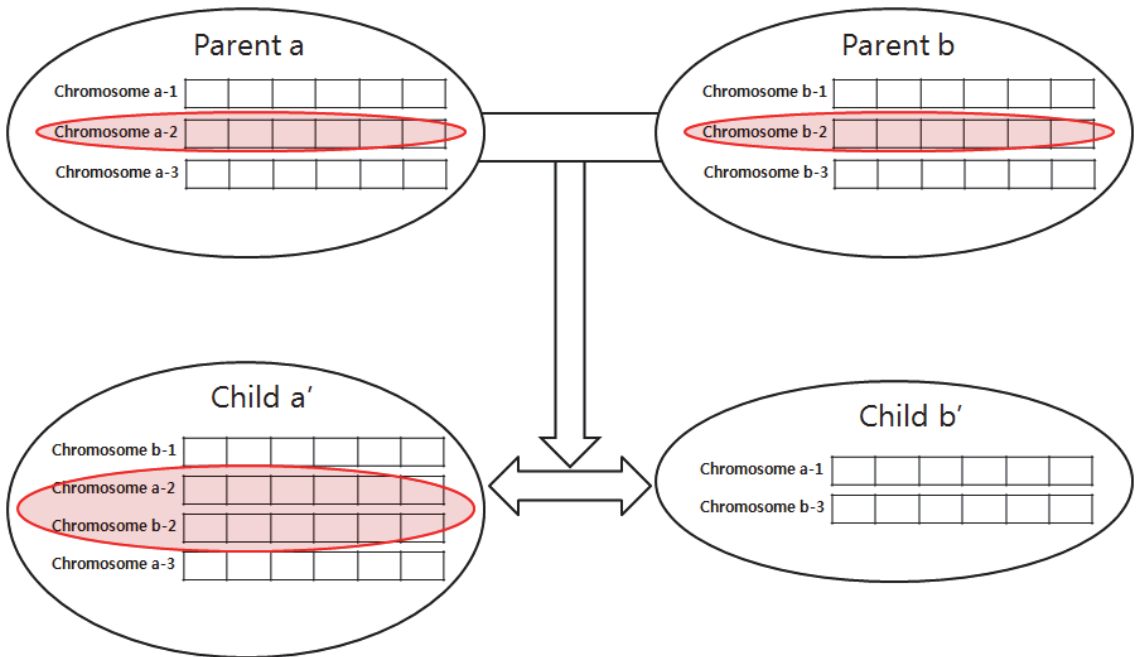 Parent a
Chromosome a-1
Chromosome a-2
Chromosome a-3
Parent b
Chromosome b-1
Chromosome b-2
Chromosome b-3
Child a’
Chromosome b-1
Chromosome a-2
Chromosome b-2
Chromosome a-3
Child b’
Chromosome a-1
Chromosome b-3